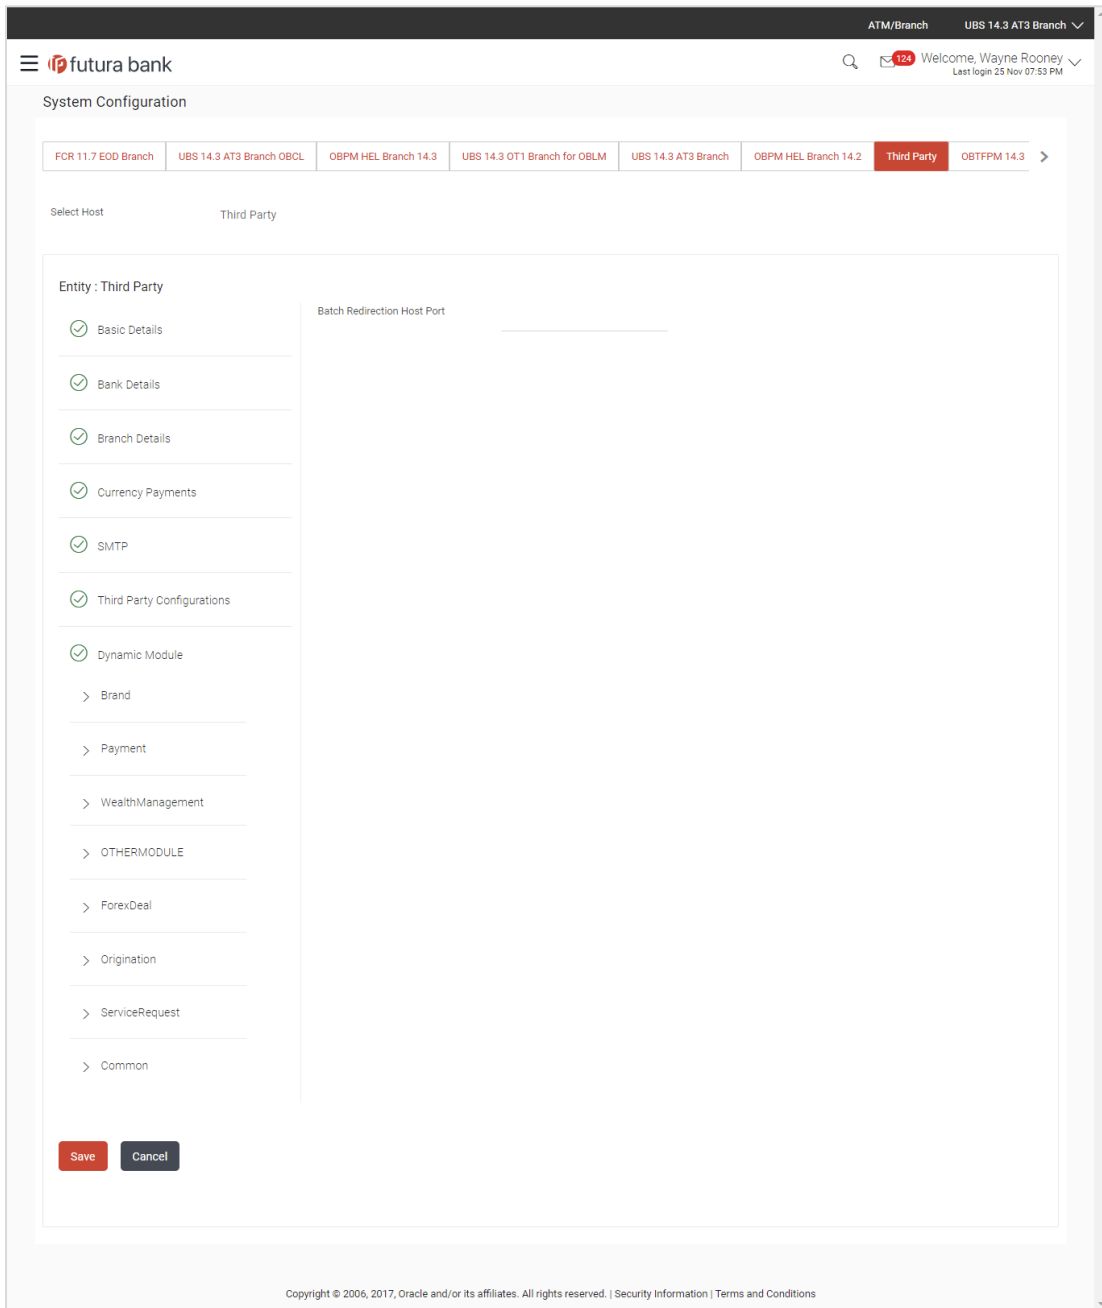 ATM/Branch UBS 14.3 AT3 Branch
futura bank 124 Welcome, Wayne Rooney
Last login 25 Nov 07:53 PM
System Configuration
FCR 11.7 EOD Branch UBS 14.3 AT3 Branch OBCL OBPM HEL Branch 14.3 UBS 14.3 OT1 Branch for OBLM UBS 14.3 AT3 Branch OBPM HEL Branch 14.2 Third Party OBTFPM 14.3
Select Host Third Party
Entity : Third Party
Batch Redirection Host Port
Basic Details
Bank Details
Branch Details
Currency Payments
SMTP
Third Party Configurations
Dynamic Module
Brand
Payment
WealthManagement
OTHERMODULE
ForexDeal
Origination
ServiceRequest
Common
Save Cancel
Copyright © 2006, 2017, Oracle and/or its affiliates. All rights reserved. | Security Information | Terms and Conditions